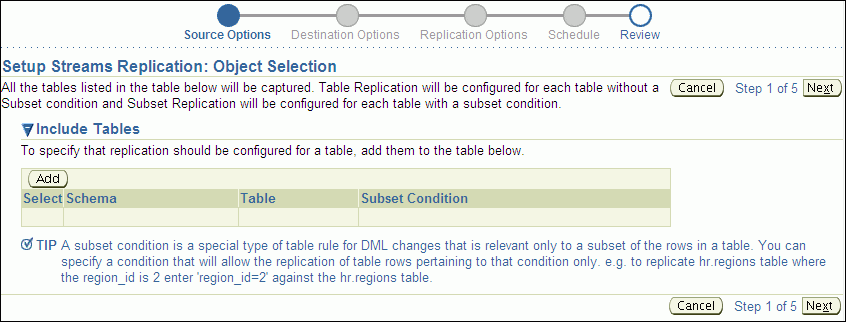 Source Options Destination Options Replication Options Schedule Review
Setup Streams Replication: Object Selection
All the tables listed in the table below will be captured. Table Replication will be configured for each table without a
Subset condition and Subset Replication will be configured for each table with a subset condition.
Cancel Step 1 of 5 Next
Include Tables
To specify that replication should be configured for a table, add them to the table below.
Add
Select Schema Table Subset Condition
TIP A subset condition is a special type of table rule for DML changes that is relevant only to a subset of the rows in a table. You can
specify a condition that will allow the replication of table rows pertaining to that condition only. e.g. to replicate hr.regions table where
the region_id is 2 enter 'region_id=2' against the hr.regions table.
Cancel Step 1 of 5 Next